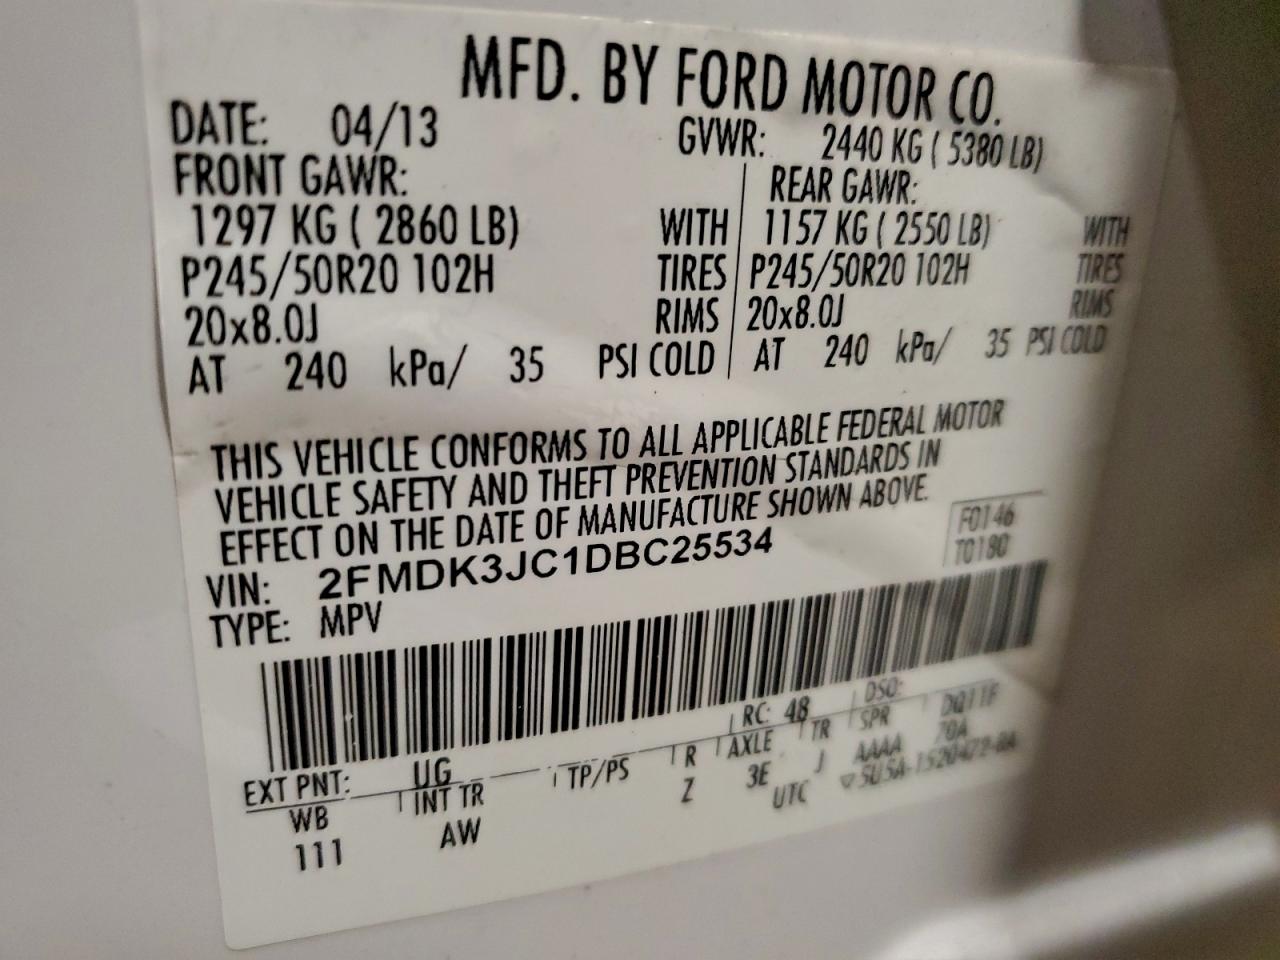 MFD. BY FORD MOTOR CO.
DATE: 04/13 GVWR: 2440 KG ( 5380 LB)
FRONT GAWR: REAR GAWR:
1297 KG ( 2860 LB) WITH 1157 KG ( 2550 LB) WITH
P245/50R20 102H TIRES P245/50R20 102H TIRES
20x8.0J RIMS 20x8.0J RIMS
AT 240 kPa/ 35 PSI COLD AT 240 kPa/ 35 PSI COLD
THIS VEHICLE CONFORMS TO ALL APPLICABLE FEDERAL MOTOR
VEHICLE SAFETY AND THEFT PREVENTION STANDARDS IN
EFFECT ON THE DATE OF MANUFACTURE SHOWN ABOVE.
F0146
T0180
VIN: 2FMDK3JC1DBC25534
TYPE: MPV
EXT PNT: UG RC: 48 DSO:
WB INT TR TP/PS R AXLE TR SPR
111 AW Z 3E J AAAA 70A
UTC